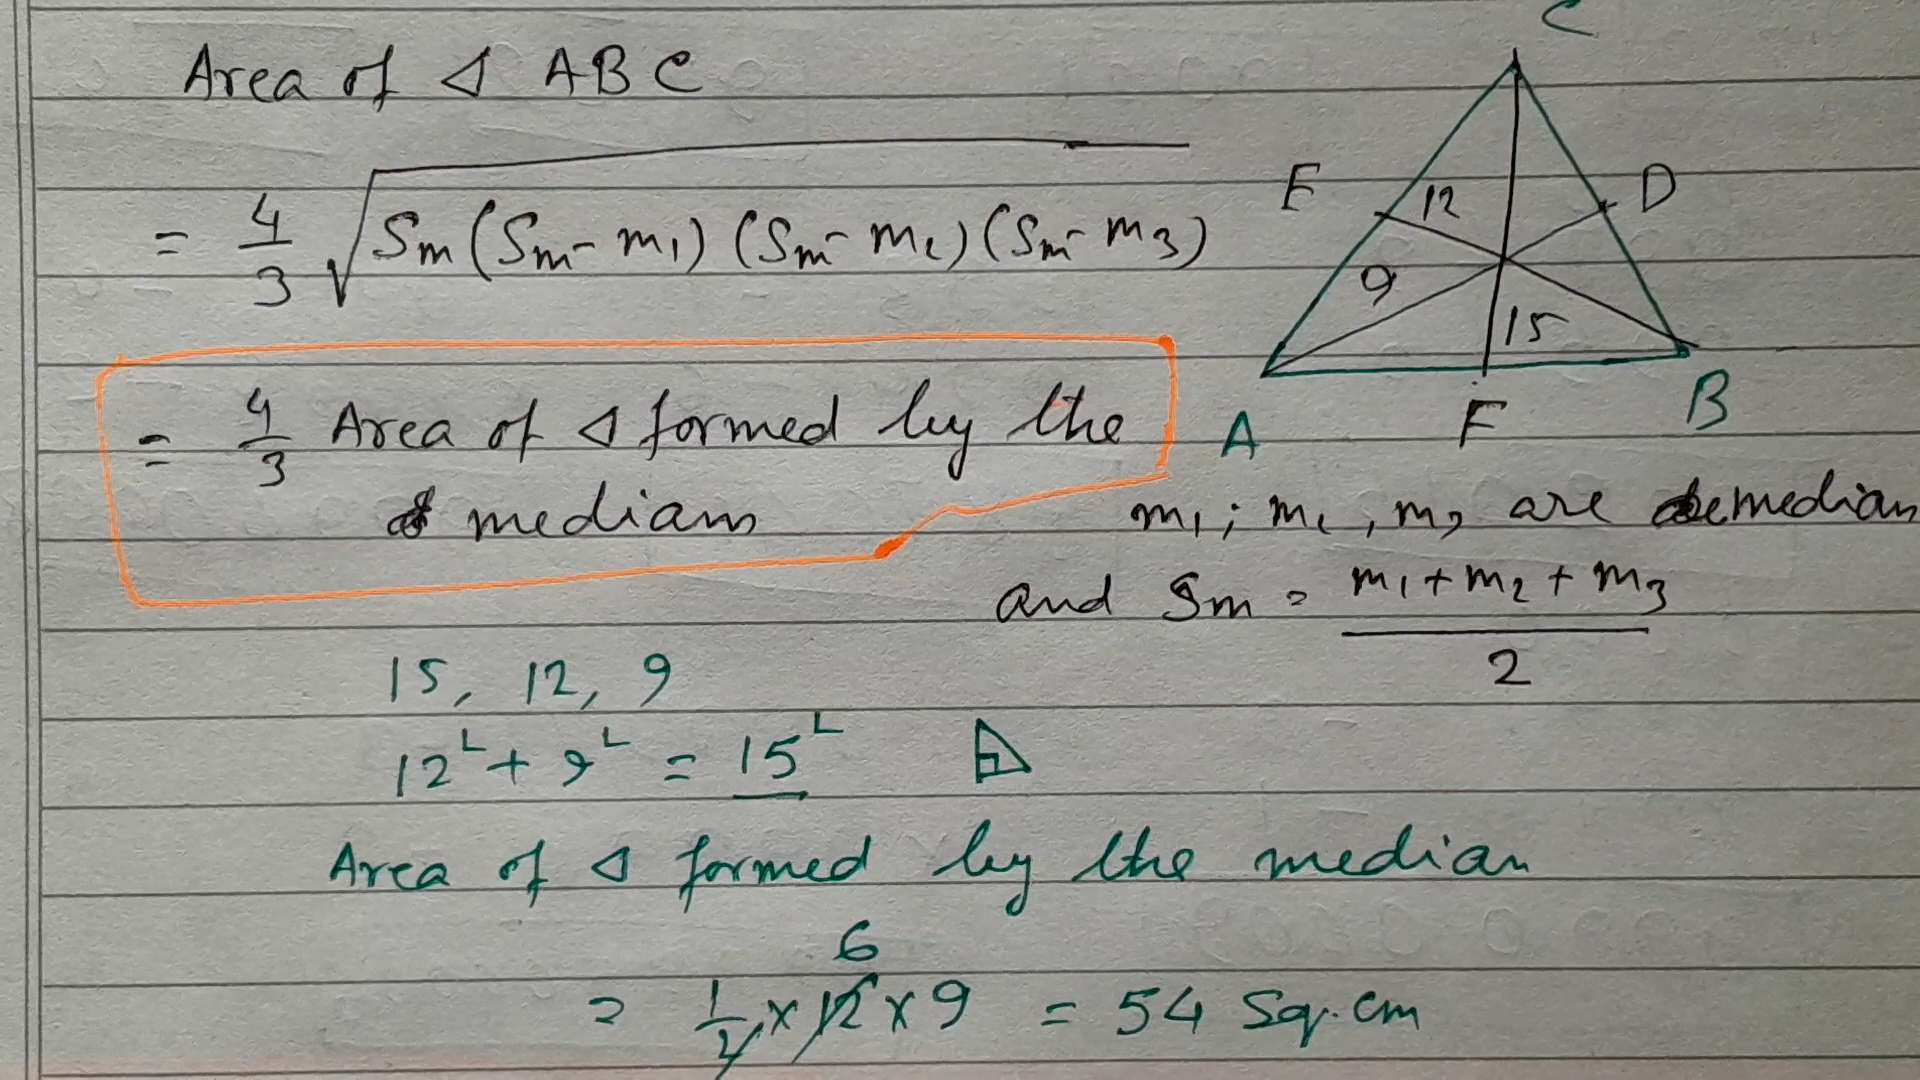 Area of △ ABC
= 4/3 √Sm(Sm-m1)(Sm-m2)(Sm-m3)
= 4/3 Area of △ formed by the
medians
C
E
12
D
9
15
A
F
B
m1, m2, m3 are median
and Sm = m1+m2+m3
2
15, 12, 9
12²+9² = 15²
Area of △ formed by the median
6
= 1/2 x 12 x 9 = 54 Sq.cm